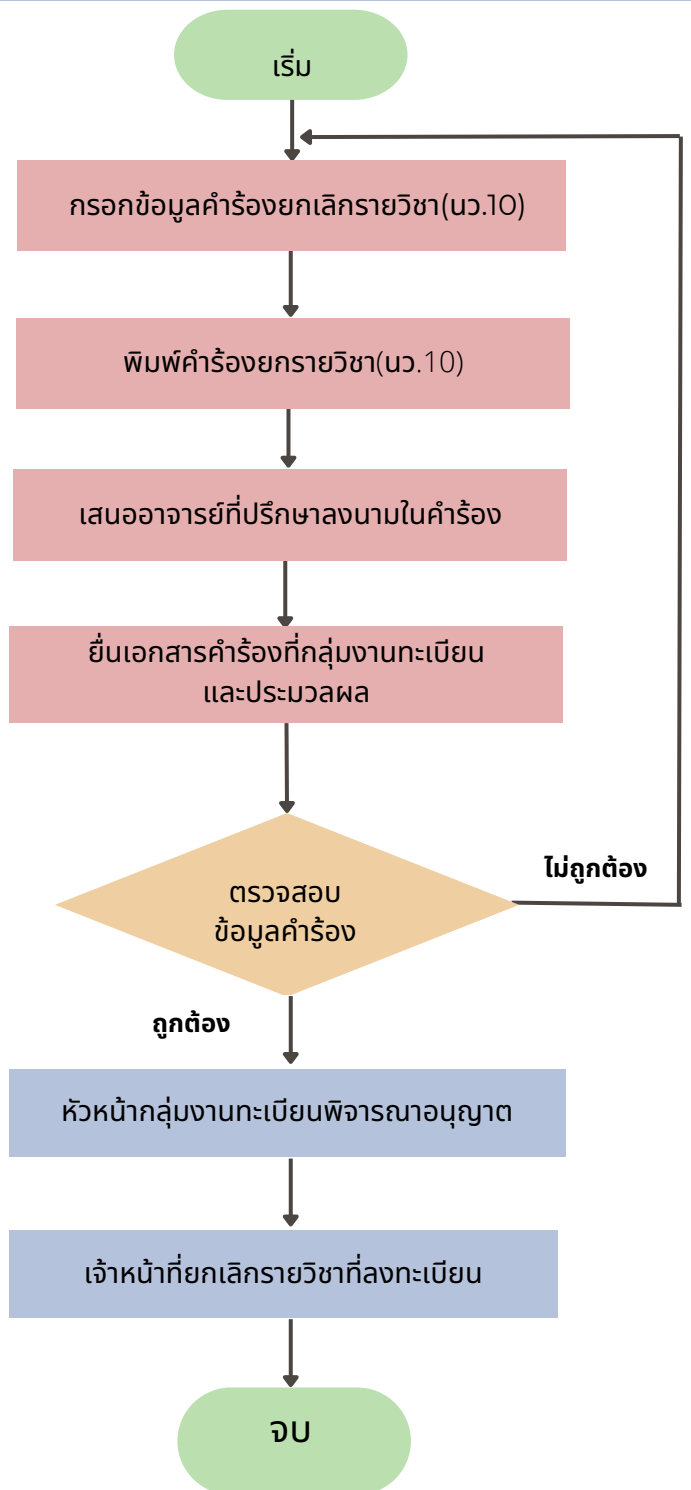 เริ่ม
กรอกข้อมูลคำร้องยกเลิกรายวิชา(นว.10)
พิมพ์คำร้องยกรายวิชา(นว.10)
เสนออาจารย์ที่ปรึกษาลงนามในคำร้อง
ยื่นเอกสารคำร้องที่กลุ่มงานทะเบียน
และประมวลผล
ไม่ถูกต้อง
ตรวจสอบ
ข้อมูลคำร้อง
ถูกต้อง
หัวหน้ากลุ่มงานทะเบียนพิจารณาอนุญาต
เจ้าหน้าที่ยกเลิกรายวิชาที่ลงทะเบียน
จบ